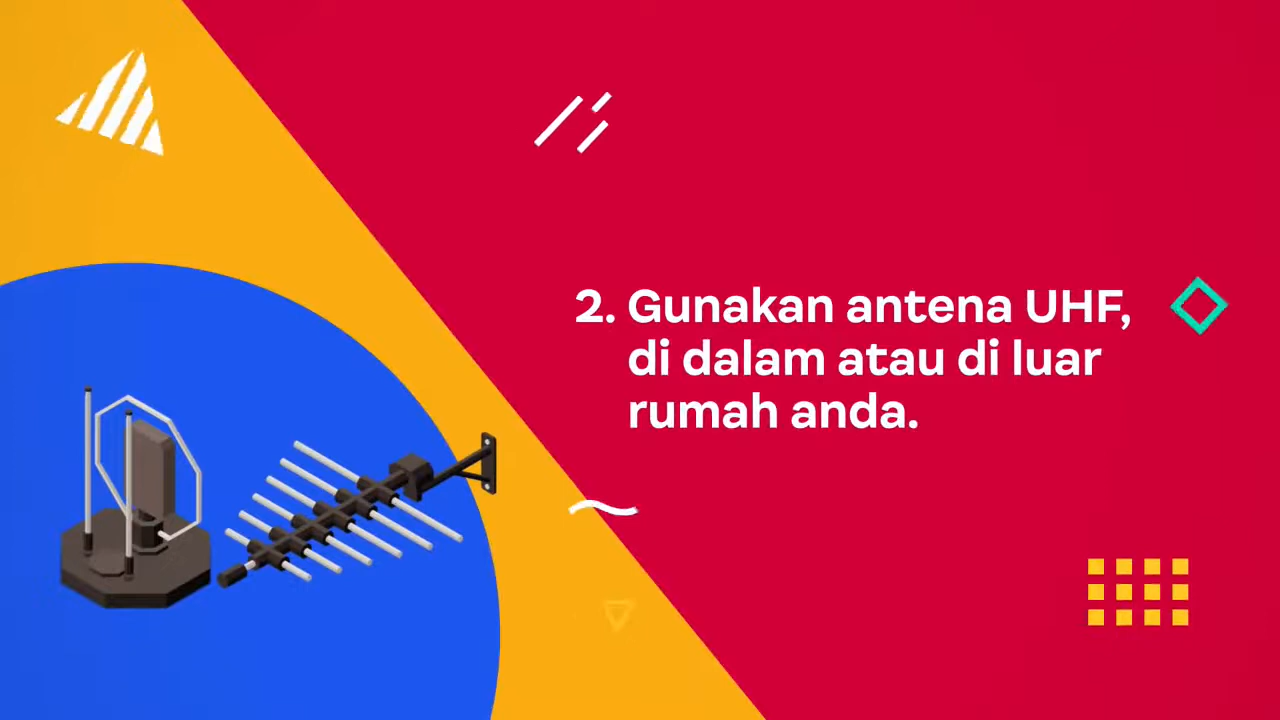 2. Gunakan antena UHF,
di dalam atau di luar
rumah anda.